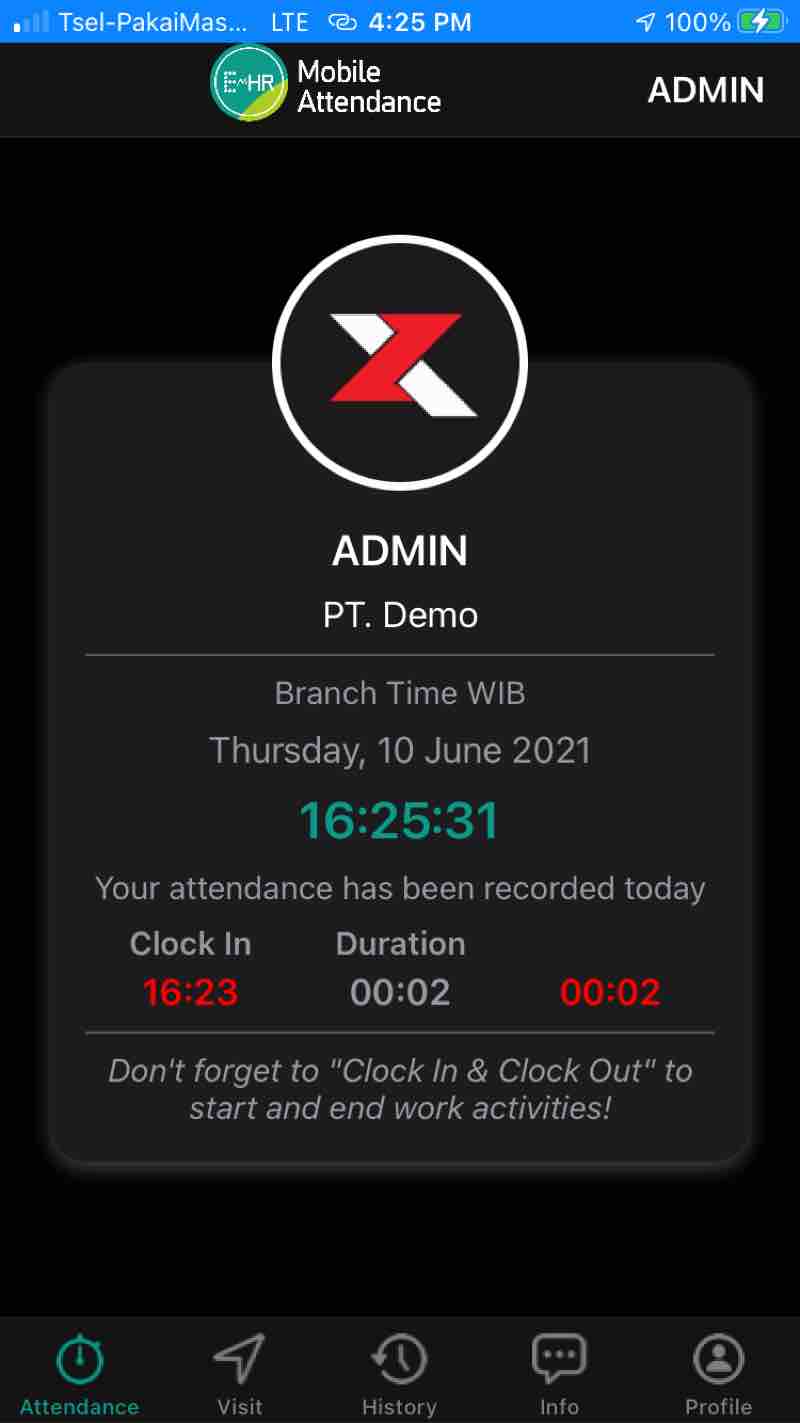 Tsel-PakaiMas... LTE 4:25 PM 100%
E-HR Mobile
Attendance
ADMIN
ADMIN
PT. Demo
Branch Time WIB
Thursday, 10 June 2021
16:25:31
Your attendance has been recorded today
Clock In Duration
16:23 00:02 00:02
Don't forget to "Clock In & Clock Out" to
start and end work activities!
Attendance Visit History Info Profile